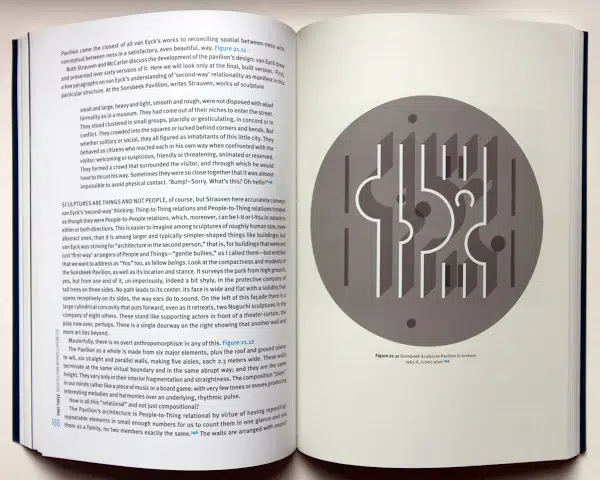 Pavilion came the closest of all van Eyck's works to reconciling spatial between-ness with
conceptual between-ness in a satisfactory, even beautiful, way. Figure 21.11
Both Strauven and McCarter discuss the development of the pavilion's design: van Eyck drew
and presented over sixty versions of it. Here we will look only at the final, built version. First,
a few paragraphs on van Eyck's understanding of 'second-way' relationality as manifest in this
particular structure. At the Sonsbeek Pavilion, writes Strauven, works of sculpture
small and large, heavy and light, smooth and rough, were not disposed with aloof
formality as in a museum. They had come out of their niches to enter the street.
They stood clustered in small groups, placidly or gesticulating, in concord or in
conflict. They crowded into the squares or lurked behind corners and bends. But
whether solitary or social, they all figured as inhabitants of this little city. They
behaved as citizens who reacted each in his own way when confronted with the
visitor: welcoming or suspicious, friendly or threatening, animated or reserved.
They formed a crowd that surrounded the visitor, and through which he would
have to thrust his way. Sometimes they were so close together that it was almost
impossible to avoid physical contact. "Bump!–Sorry. What's this? Oh hello!"
SCULPTURES ARE THINGS AND NOT PEOPLE, of course, but Strauven here accurately conveys
van Eyck's 'second-way' thinking: Thing-to-Thing relations and People-to-Thing relations treated
as though they were People-to-People relations, which, moreover, can be I-It or I-You in nature in
either or both directions. This is easier to imagine among sculptures of roughly human size, even
abstract ones, than it is among larger and typically-simpler-shaped things like buildings, but
van Eyck was striving for "architecture in the second person," that is, for buildings that were not
just 'first-way' arrangers of People and Things—"gentle bullies," as I called them—but entities
that we want to address as "You" too, as fellow beings. Look at the compactness and modesty of
the Sonsbeek Pavilion, as well as its location and stance. It surveys the park from high ground,
yes, but from one end of it, un-imperiously, indeed a bit shyly, in the protective company of
tall trees on three sides. No path leads to its center. Its face is wide and flat with a solidity that
opens receptively on its sides, the way ears do to sound. On the left of this façade there is a
large cylindrical concavity that puts forward, even as it retreats, two Noguchi sculptures in the
company of eight others. These stand like supporting actors in front of a theater curtain, the
play now over, perhaps. There is a single doorway on the right showing that another wall and
more art lies beyond.
Masterfully, there is no overt anthropomorphism in any of this. Figure 21.12
The Pavilion as a whole is made from six major elements, plus the roof and ground plane:
to wit, six straight and parallel walls, making five aisles, each 2.3 meters wide. These walls
terminate at the same virtual boundary and in the same abrupt way; and they are the same
height. They vary only in their interior fragmentation and straightness. The composition "plays"
in our minds rather like a piece of music or a board game: with very few tones or moves producing
interesting melodies and harmonies over an underlying, rhythmic pulse.
How is all this "relational" and not just compositional?
The Pavilion's architecture is People-to-Thing relational by virtue of having repeating/
repeatable elements in small enough numbers for us to count them in one glance and see
them as a family, no two members exactly the same. The walls are arranged with respect
186
PART THREE
Figure 21.11 Sonsbeek Sculpture Pavilion in Arnhem,
iconic plan.